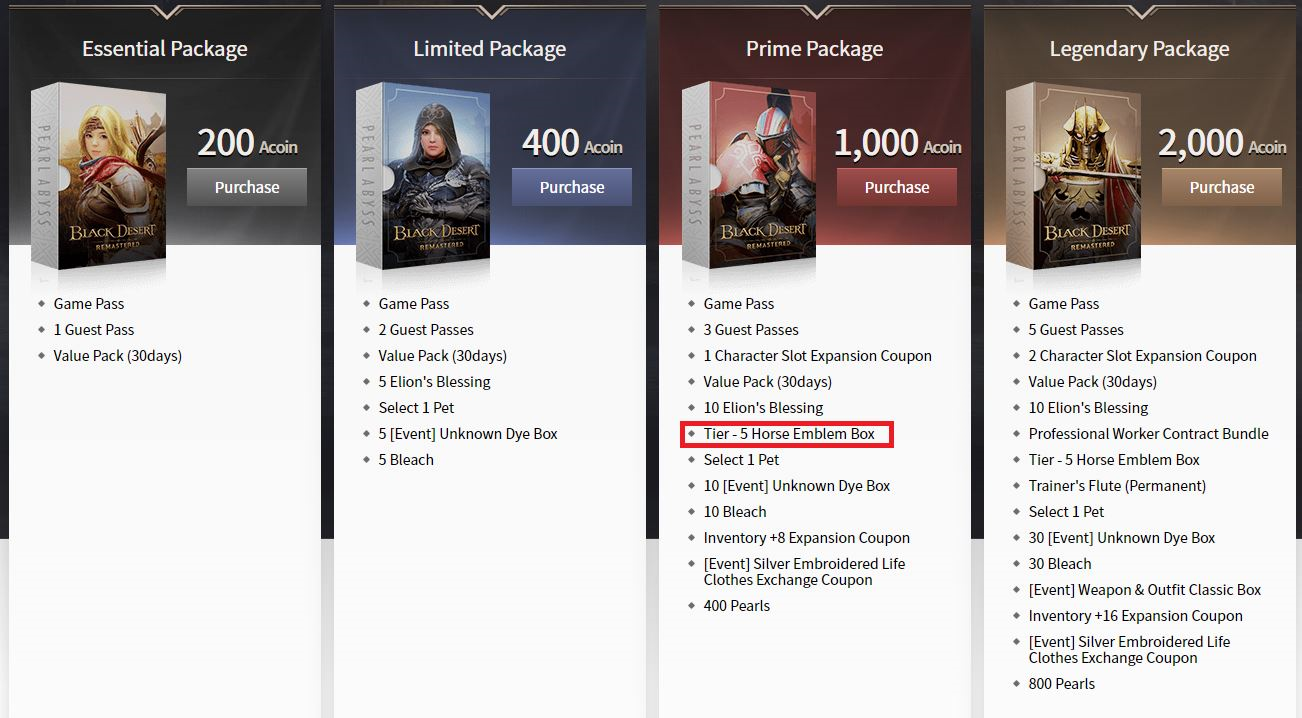 Essential Package
PEARL ABYSS
BLACK DESERT
REMASTERED
200 Acoin
Purchase
Game Pass
1 Guest Pass
Value Pack (30days)
Limited Package
PEARL ABYSS
BLACK DESERT
REMASTERED
400 Acoin
Purchase
Game Pass
2 Guest Passes
Value Pack (30days)
5 Elion's Blessing
Select 1 Pet
5 [Event] Unknown Dye Box
5 Bleach
Prime Package
PEARL ABYSS
BLACK DESERT
REMASTERED
1,000 Acoin
Purchase
Game Pass
3 Guest Passes
1 Character Slot Expansion Coupon
Value Pack (30days)
10 Elion's Blessing
Tier - 5 Horse Emblem Box
Select 1 Pet
10 [Event] Unknown Dye Box
10 Bleach
Inventory +8 Expansion Coupon
[Event] Silver Embroidered Life
Clothes Exchange Coupon
400 Pearls
Legendary Package
PEARL ABYSS
BLACK DESERT
REMASTERED
2,000 Acoin
Purchase
Game Pass
5 Guest Passes
2 Character Slot Expansion Coupon
Value Pack (30days)
10 Elion's Blessing
Professional Worker Contract Bundle
Tier - 5 Horse Emblem Box
Trainer's Flute (Permanent)
Select 1 Pet
30 [Event] Unknown Dye Box
30 Bleach
[Event] Weapon & Outfit Classic Box
Inventory +16 Expansion Coupon
[Event] Silver Embroidered Life
Clothes Exchange Coupon
800 Pearls